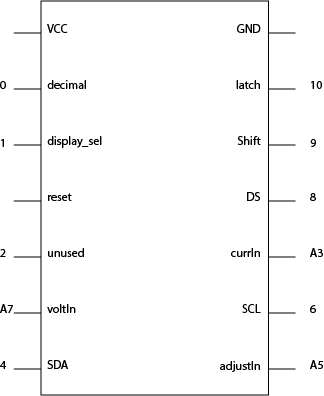 VCC GND
0 decimal latch 10
1 display_sel Shift 9
reset DS 8
2 unused currIn A3
A7 voltIn SCL 6
4 SDA adjustIn A5